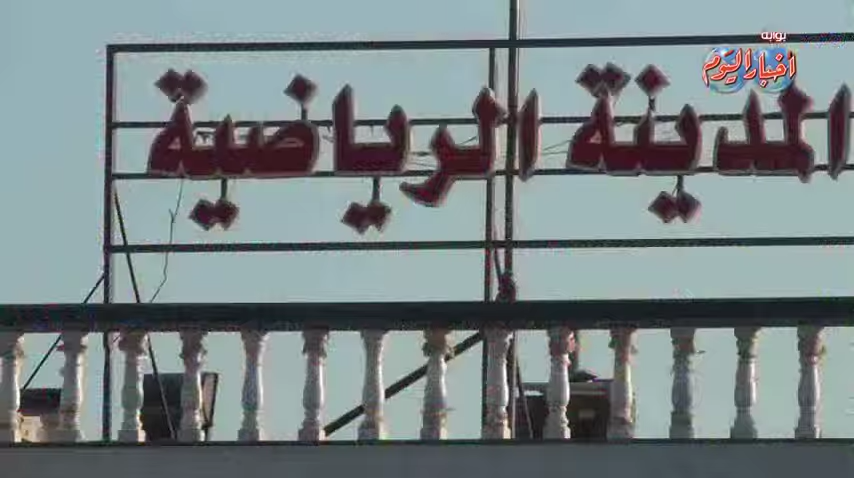 بوابة
أخبار اليوم
المدينة الرياضية